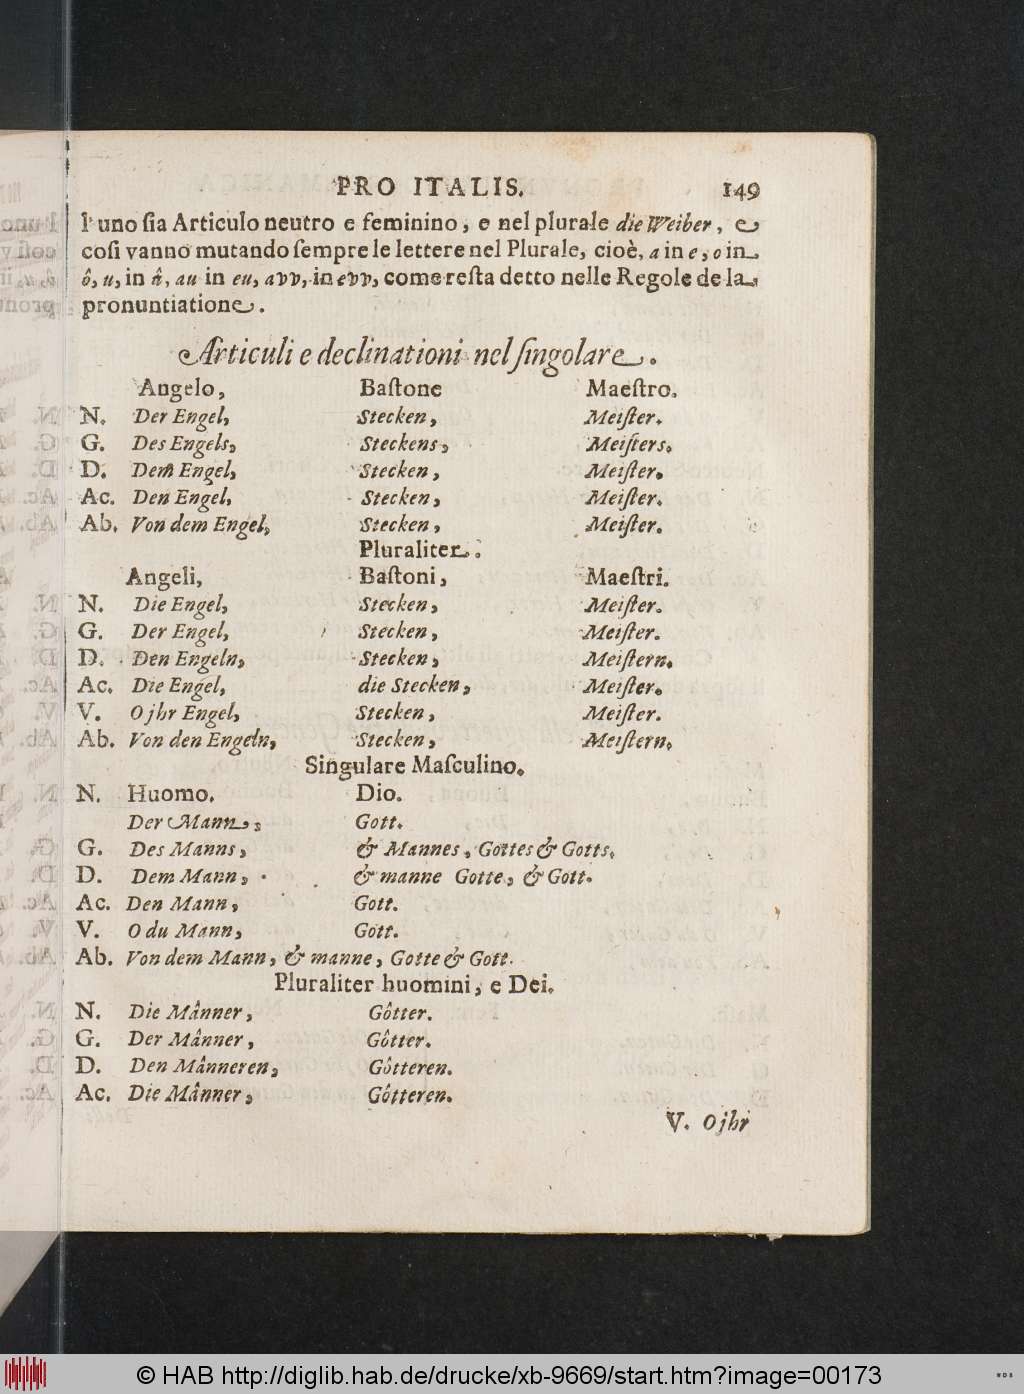 PRO ITALIS. 149
l'uno ſia Articulo neutro e feminino, e nel plurale die Weiber, e
coſi vanno mutando ſempre le lettere nel Plurale, cioè, a in e, o in
ô, u, in û, au in eu, avv, in evv, come reſta detto nelle Regole de la
pronuntiatione.
Articuli e declinationi nel ſingolare.
Angelo, Baſtone Maeſtro.
N. Der Engel, Stecken, Meiſter.
G. Des Engels, Steckens, Meiſters.
D. Dem Engel, Stecken, Meiſter.
Ac. Den Engel, Stecken, Meiſter.
Ab. Von dem Engel, Stecken, Meiſter.
Pluraliter.
Angeli, Baſtoni, Maeſtri.
N. Die Engel, Stecken, Meiſter.
G. Der Engel, Stecken, Meiſter.
D. Den Engeln, Stecken, Meiſtern.
Ac. Die Engel, die Stecken, Meiſter.
V. O jhr Engel, Stecken, Meiſter.
Ab. Von den Engeln, Stecken, Meiſtern.
Singulare Maſculino.
N. Huomo. Dio.
Der Mann, Gott.
G. Des Manns, & Mannes, Gottes & Gotts.
D. Dem Mann, & manne Gotte, & Gott.
Ac. Den Mann, Gott.
V. O du Mann, Gott.
Ab. Von dem Mann, & manne, Gotte & Gott.
Pluraliter huomini, e Dei.
N. Die Mânner, Gôtter.
G. Der Mânner, Gôtter.
D. Den Mânneren, Gôtteren.
Ac. Die Mânner, Gôtteren.
V. O jhr
© HAB http://diglib.hab.de/drucke/xb-9669/start.htm?image=00173